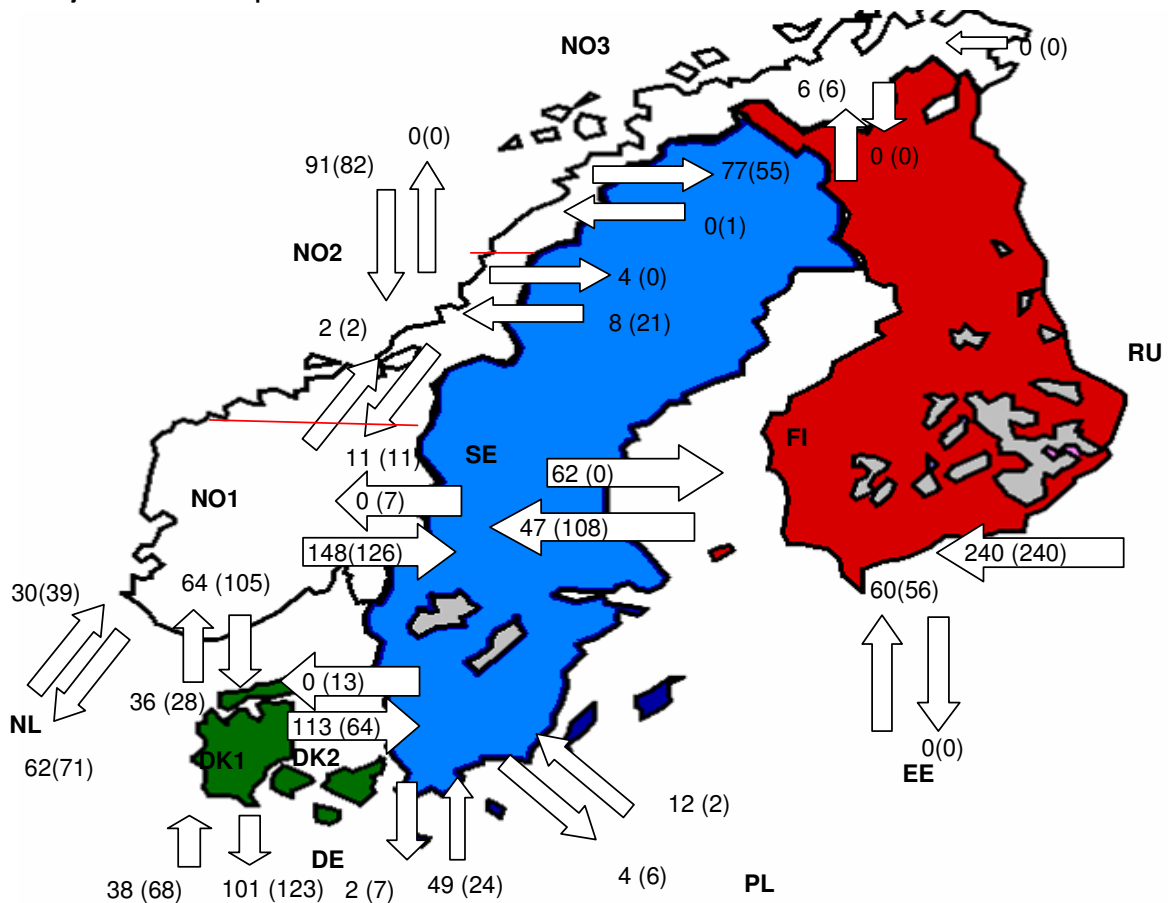 NO3
0 (0)
6 (6)
0(0)
91(82)
0 (0)
77(55)
0(1)
NO2
4 (0)
2 (2)
8 (21)
RU
FI
SE
11 (11)
62 (0)
NO1
0 (7)
47 (108)
148(126)
240 (240)
30(39)
64 (105)
60(56)
0 (13)
36 (28)
NL
113 (64)
0(0)
DK1
DK2
EE
62(71)
12 (2)
DE
38 (68)
101 (123)
2 (7)
49 (24)
4 (6)
PL